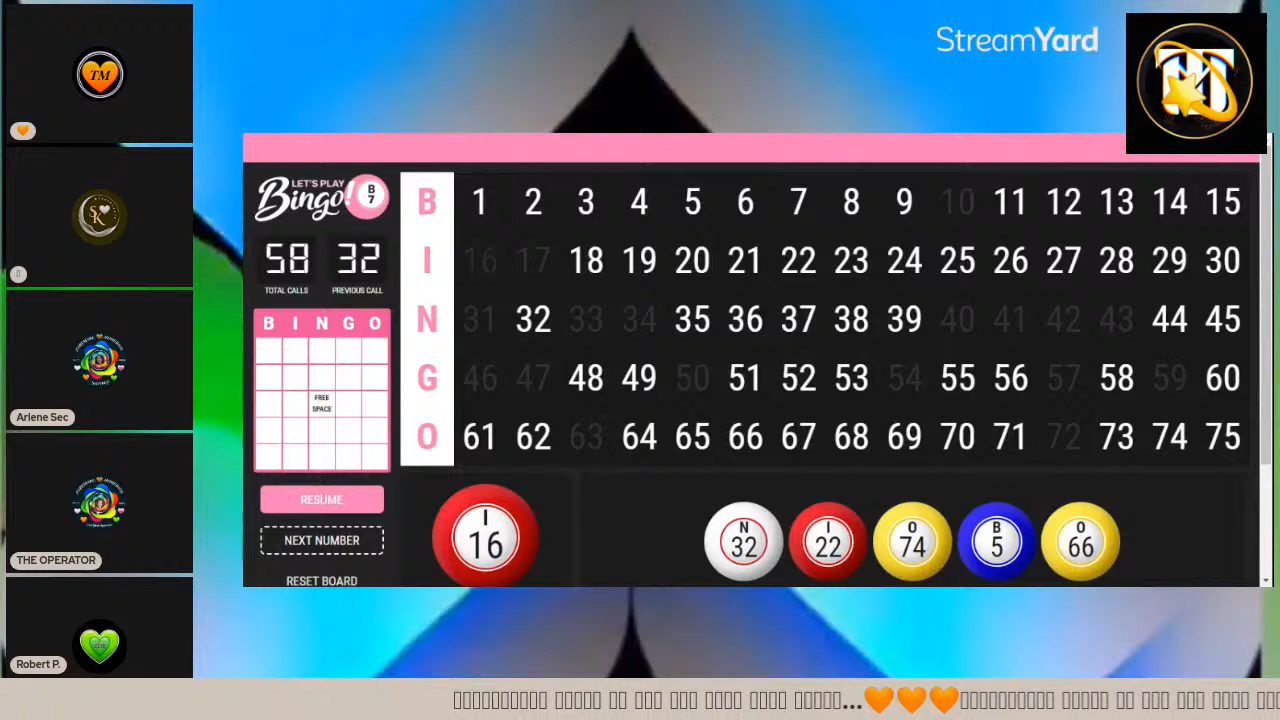 StreamYard
TM
SK
Arlene Sec
THE OPERATOR
Robert P.
LET'S PLAY
Bingo!
B
7
58 32
TOTAL CALLS PREVIOUS CALL
B I N G O
FREE
SPACE
RESUME
NEXT NUMBER
RESET BOARD
B 1 2 3 4 5 6 7 8 9 10 11 12 13 14 15
I 16 17 18 19 20 21 22 23 24 25 26 27 28 29 30
N 31 32 33 34 35 36 37 38 39 40 41 42 43 44 45
G 46 47 48 49 50 51 52 53 54 55 56 57 58 59 60
O 61 62 63 64 65 66 67 68 69 70 71 72 73 74 75
I
16
N
32
I
22
O
74
B
5
O
66